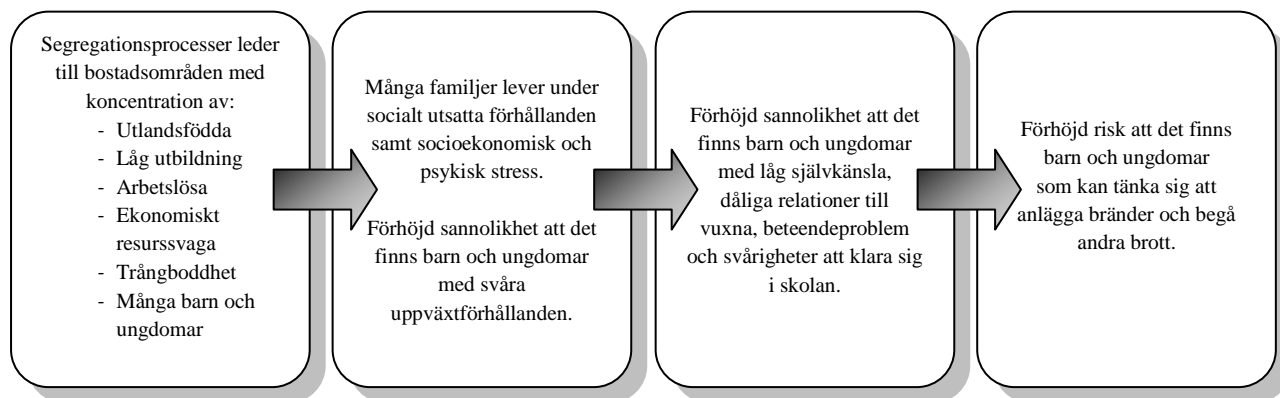 Segregationsprocesser leder
till bostadsområden med
koncentration av:
- Utlandsfödda
- Låg utbildning
- Arbetslösa
- Ekonomiskt
resurssvaga
- Trångboddhet
- Många barn och
ungdomar
Många familjer lever under
socialt utsatta förhållanden
samt socioekonomisk och
psykisk stress.
Förhöjd sannolikhet att det
finns barn och ungdomar
med svåra
uppväxtförhållanden.
Förhöjd sannolikhet att det
finns barn och ungdomar
med låg självkänsla,
dåliga relationer till
vuxna, beteendeproblem
och svårigheter att klara sig
i skolan.
Förhöjd risk att det finns
barn och ungdomar
som kan tänka sig att
anlägga bränder och begå
andra brott.